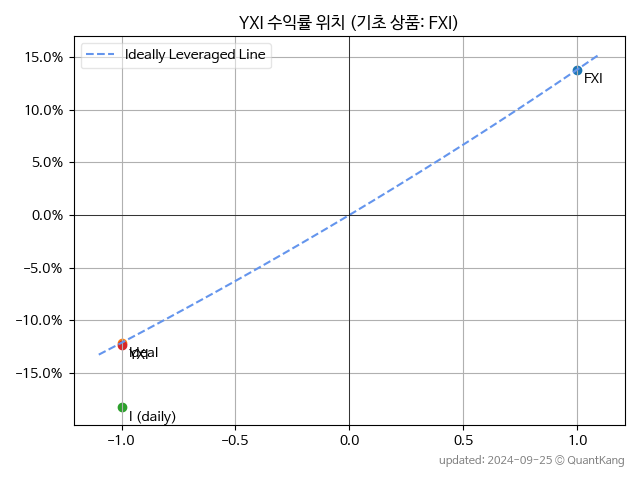 YXI 수익률 위치 (기초 상품: FXI)
Ideally Leveraged Line
15.0%
10.0%
5.0%
0.0%
−5.0%
−10.0%
−15.0%
FXI
Ideal
YXI
I (daily)
−1.0
−0.5
0.0
0.5
1.0
updated: 2024-09-25 © QuantKang